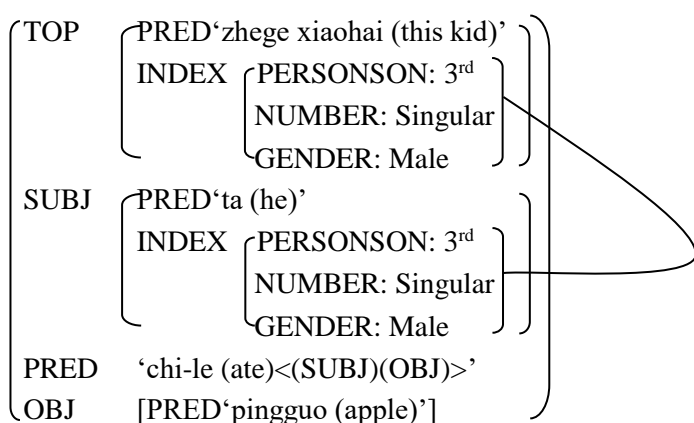 TOP PRED‘zhege xiaohai (this kid)’
INDEX PERSONSON: 3rd
NUMBER: Singular
GENDER: Male
SUBJ PRED‘ta (he)’
INDEX PERSONSON: 3rd
NUMBER: Singular
GENDER: Male
PRED ‘chi-le (ate)<(SUBJ)(OBJ)>’
OBJ [PRED‘pingguo (apple)’]